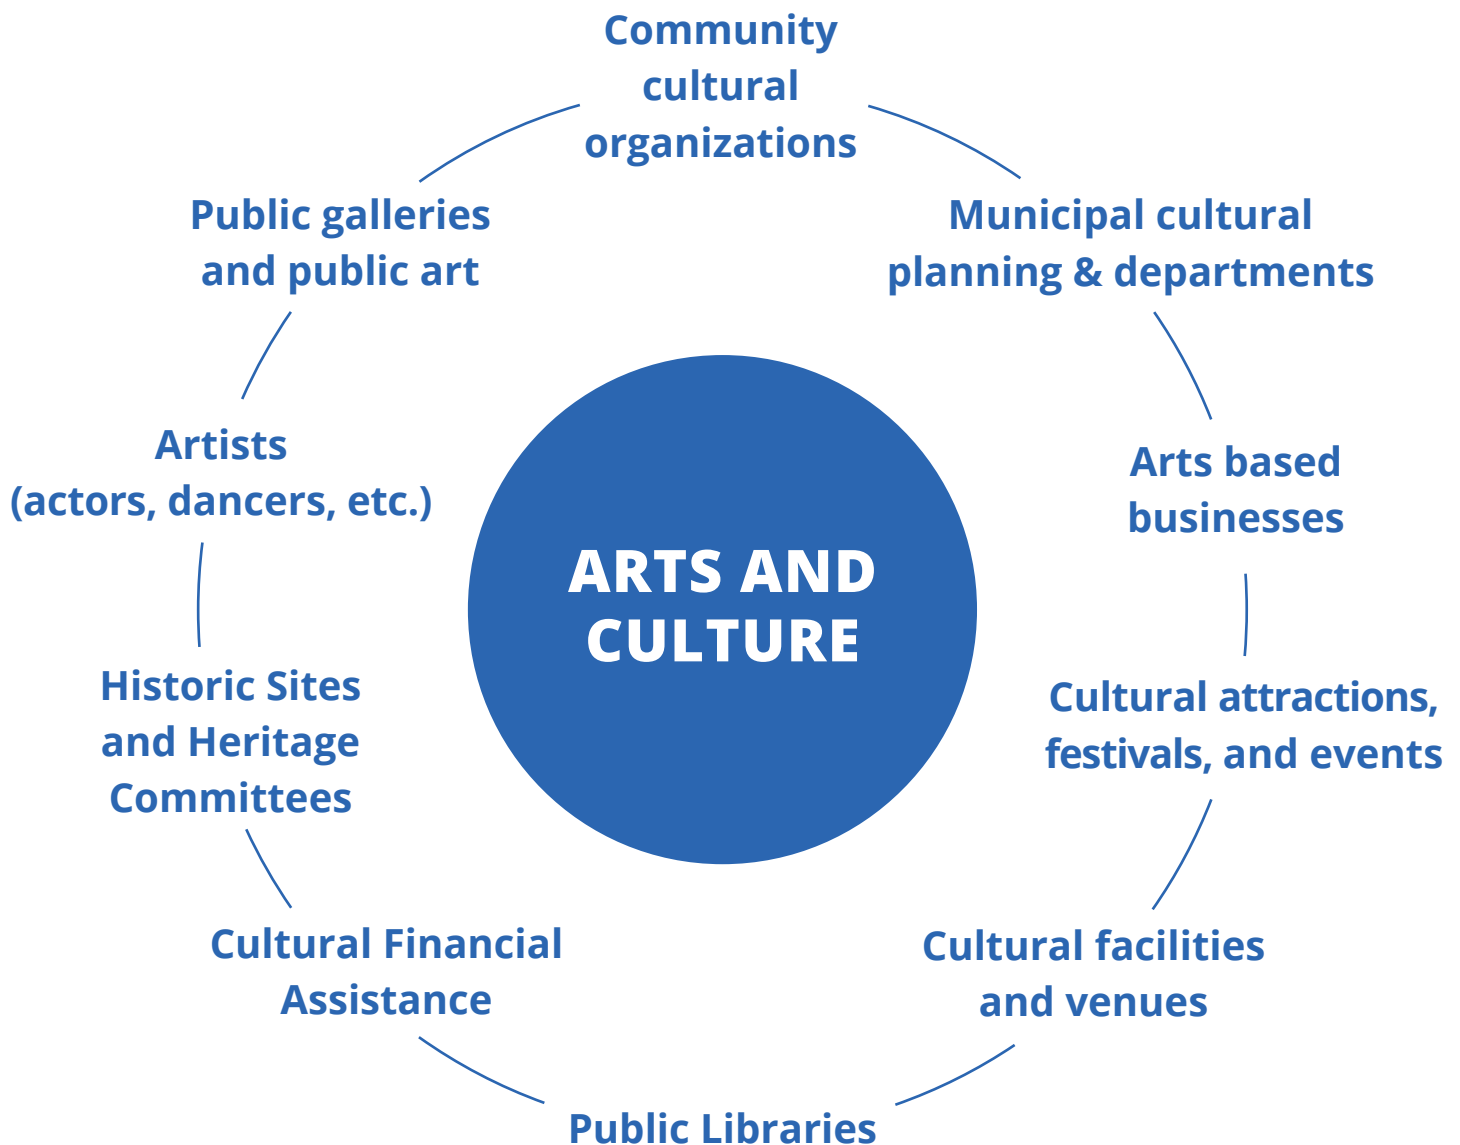 Community
cultural
organizations
Municipal cultural
planning & departments
Arts based
businesses
Cultural attractions,
festivals, and events
Cultural facilities
and venues
Public Libraries
Cultural Financial
Assistance
Historic Sites
and Heritage
Committees
Artists
(actors, dancers, etc.)
Public galleries
and public art
ARTS AND
CULTURE